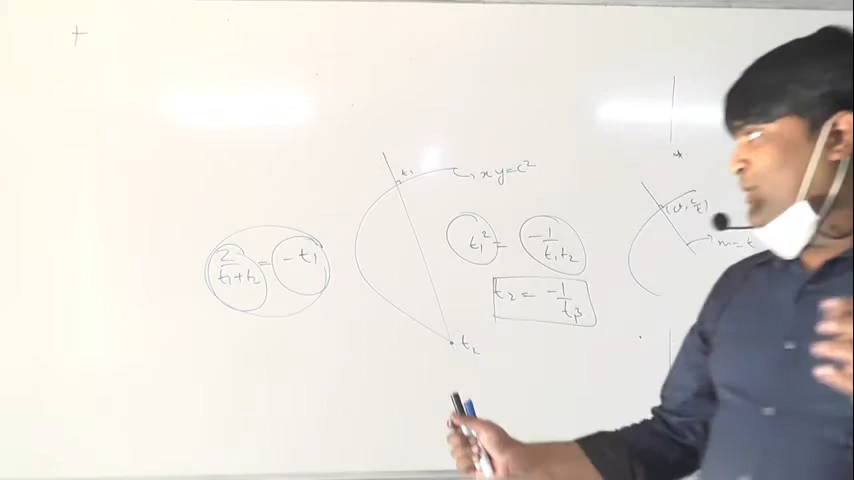 +
t₁
xy=c²
2/(t₁+t₂) = -t₁
t₁² = -1/(t₁t₂)
t₂ = -1/t₁³
t₂
(ct, c/t)